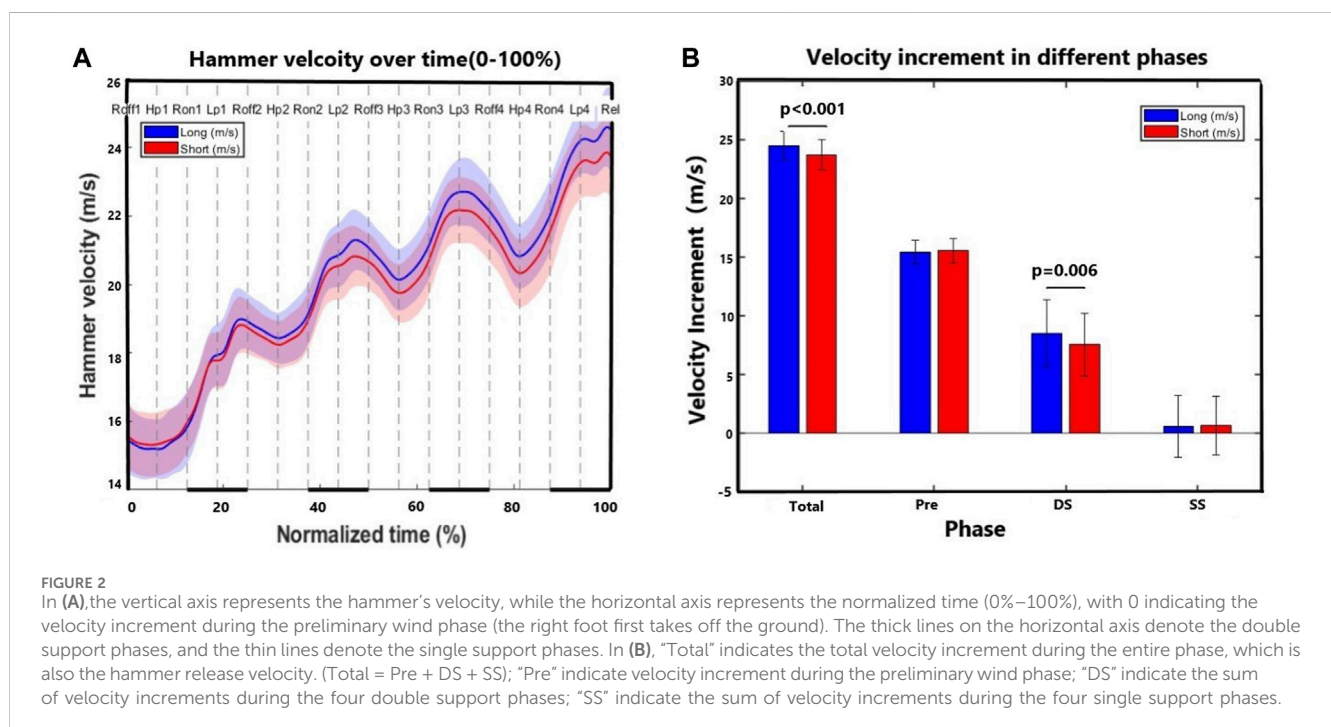 A
Hammer velcoity over time(0-100%)
26
Roff1 Hp1 Ron1 Lp1 Roff2 Hp2 Ron2 Lp2 Roff3 Hp3 Ron3 Lp3 Roff4 Hp4 Ron4 Lp4 Rel
Long (m/s)
Short (m/s)
24
22
20
18
16
14
Hammer velocity (m/s)
0 20 40 60 80 100
Normalized time (%)
B
Velocity increment in different phases
30
25
20
15
10
5
0
-5
Velocity Increment (m/s)
Long (m/s)
Short (m/s)
p<0.001
p=0.006
Total Pre DS SS
Phase
FIGURE 2
In (A),the vertical axis represents the hammer's velocity, while the horizontal axis represents the normalized time (0%–100%), with 0 indicating the
velocity increment during the preliminary wind phase (the right foot first takes off the ground). The thick lines on the horizontal axis denote the double
support phases, and the thin lines denote the single support phases. In (B), "Total" indicates the total velocity increment during the entire phase, which is
also the hammer release velocity. (Total = Pre + DS + SS); "Pre" indicate velocity increment during the preliminary wind phase; "DS" indicate the sum
of velocity increments during the four double support phases; "SS" indicate the sum of velocity increments during the four single support phases.